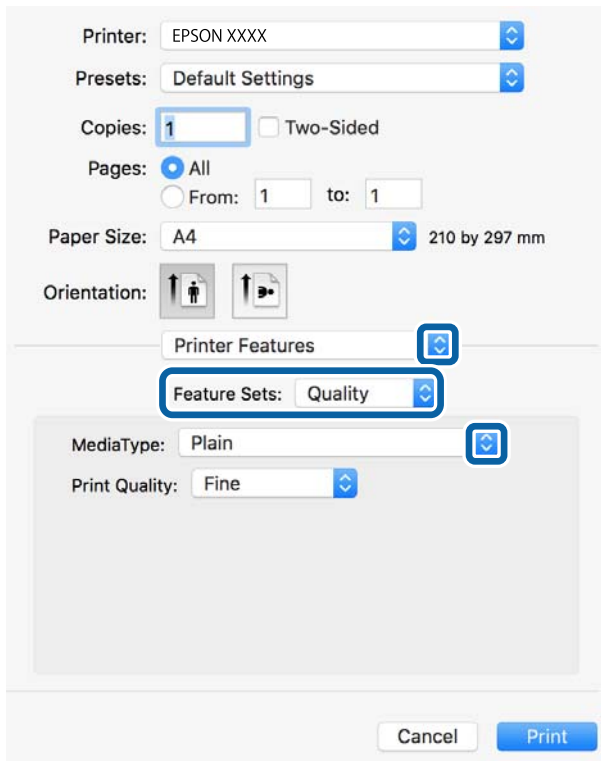 Printer: EPSON XXXX
Presets: Default Settings
Copies: 1 Two-Sided
Pages: All
From: 1 to: 1
Paper Size: A4 210 by 297 mm
Orientation:
Printer Features
Feature Sets: Quality
MediaType: Plain
Print Quality: Fine
Cancel Print